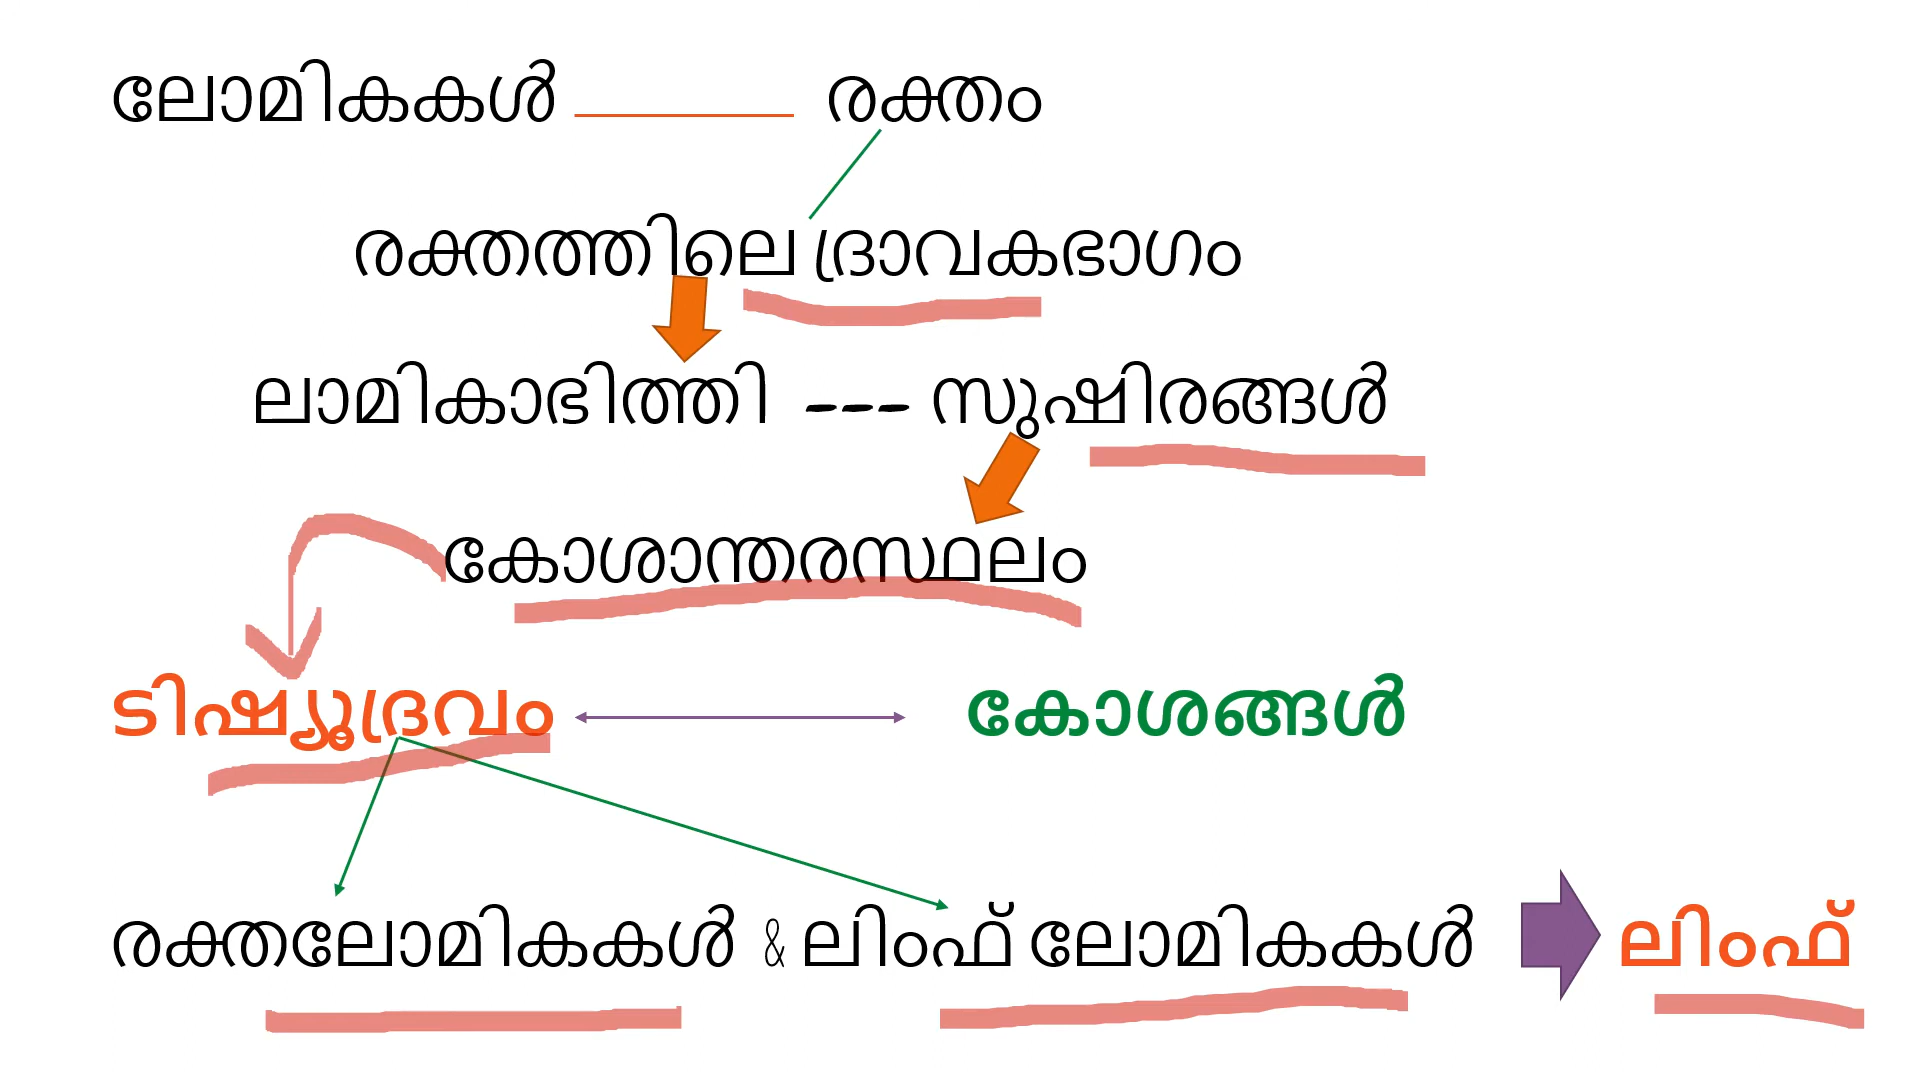 ലോമികകൾ രക്തം
രക്തത്തിലെ ദ്രാവകഭാഗം
ലാമികാഭിത്തി --- സുഷിരങ്ങൾ
കോശാന്തരസ്ഥലം
ടിഷ്യൂദ്രവം കോശങ്ങൾ
രക്തലോമികകൾ & ലിംഫ് ലോമികകൾ ലിംഫ്